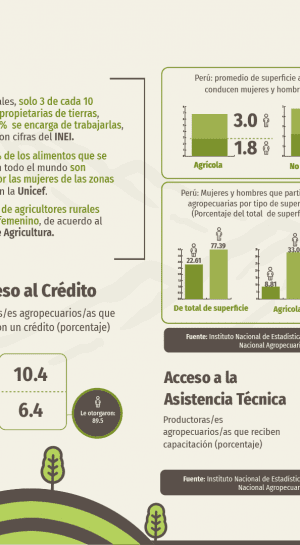 ales, solo 3 de cada 10
propietarias de tierras,
% se encarga de trabajarlas,
on cifras del INEI.
% de los alimentos que se
n todo el mundo son
or las mujeres de las zonas
n la Unicef.
de agricultores rurales
femenino, de acuerdo al
e Agricultura.
Perú: promedio de superficie a
conducen mujeres y hombr
3.0
1.8
Agrícola
No
Perú: Mujeres y hombres que parti
agropecuarias por tipo de super
(Porcentaje del total de superf
22.61
77.39
8.81
33.0
De total de superficie
Agrícola
Fuente: Instituto Nacional de Estadística
Nacional Agropecuar
eso al Crédito
s/es agropecuarios/as que
on un crédito (porcentaje)
10.4
6.4
Le otorgaron:
89.5
Acceso a la
Asistencia Técnica
Productoras/es
agropecuarios/as que reciben
capacitación (porcentaje)
Fuente: Instituto Nacional de Estadístic
Nacional Agropecuar